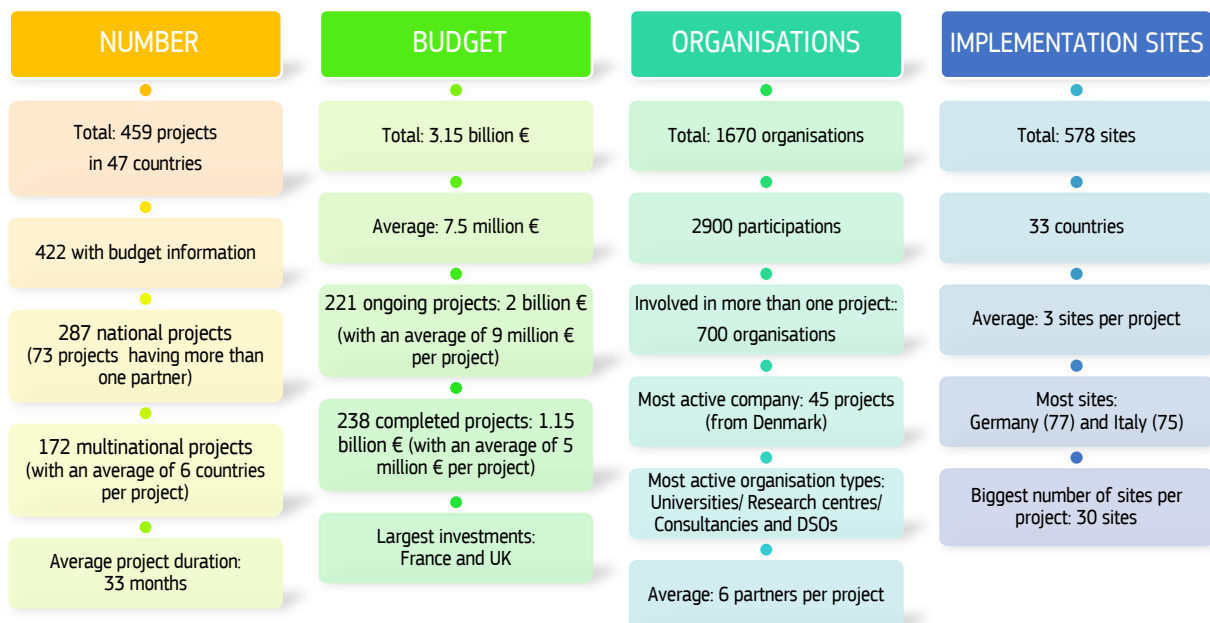 NUMBER
Total: 459 projects
in 47 countries
422 with budget information
287 national projects
(73 projects having more than
one partner)
172 multinational projects
(with an average of 6 countries
per project)
Average project duration:
33 months
BUDGET
Total: 3.15 billion €
Average: 7.5 million €
221 ongoing projects: 2 billion €
(with an average of 9 million €
per project)
238 completed projects: 1.15
billion € (with an average of 5
million € per project)
Largest investments:
France and UK
ORGANISATIONS
Total: 1670 organisations
2900 participations
Involved in more than one project::
700 organisations
Most active company: 45 projects
(from Denmark)
Most active organisation types:
Universities/ Research centres/
Consultancies and DSOs
Average: 6 partners per project
IMPLEMENTATION SITES
Total: 578 sites
33 countries
Average: 3 sites per project
Most sites:
Germany (77) and Italy (75)
Biggest number of sites per
project: 30 sites